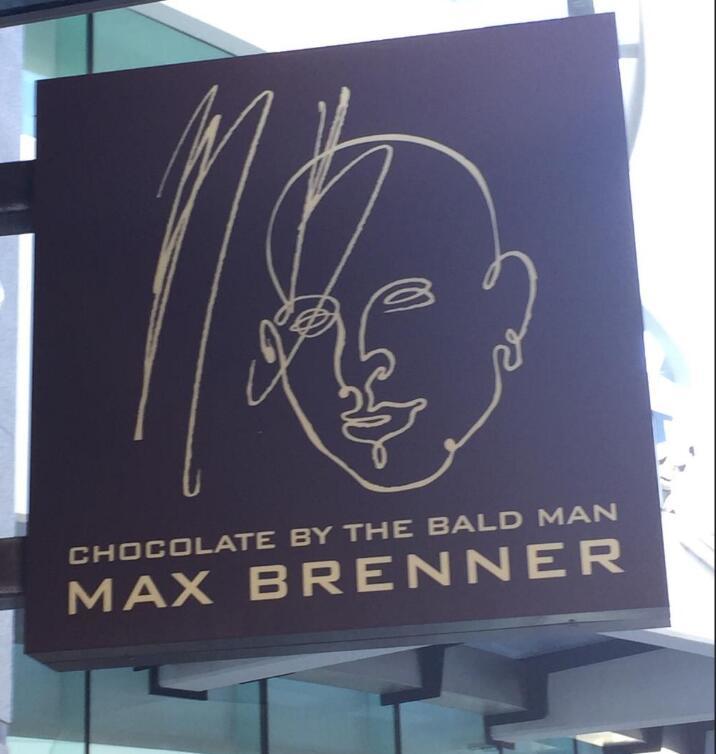 CHOCOLATE BY THE BALD MAN
MAX BRENNER